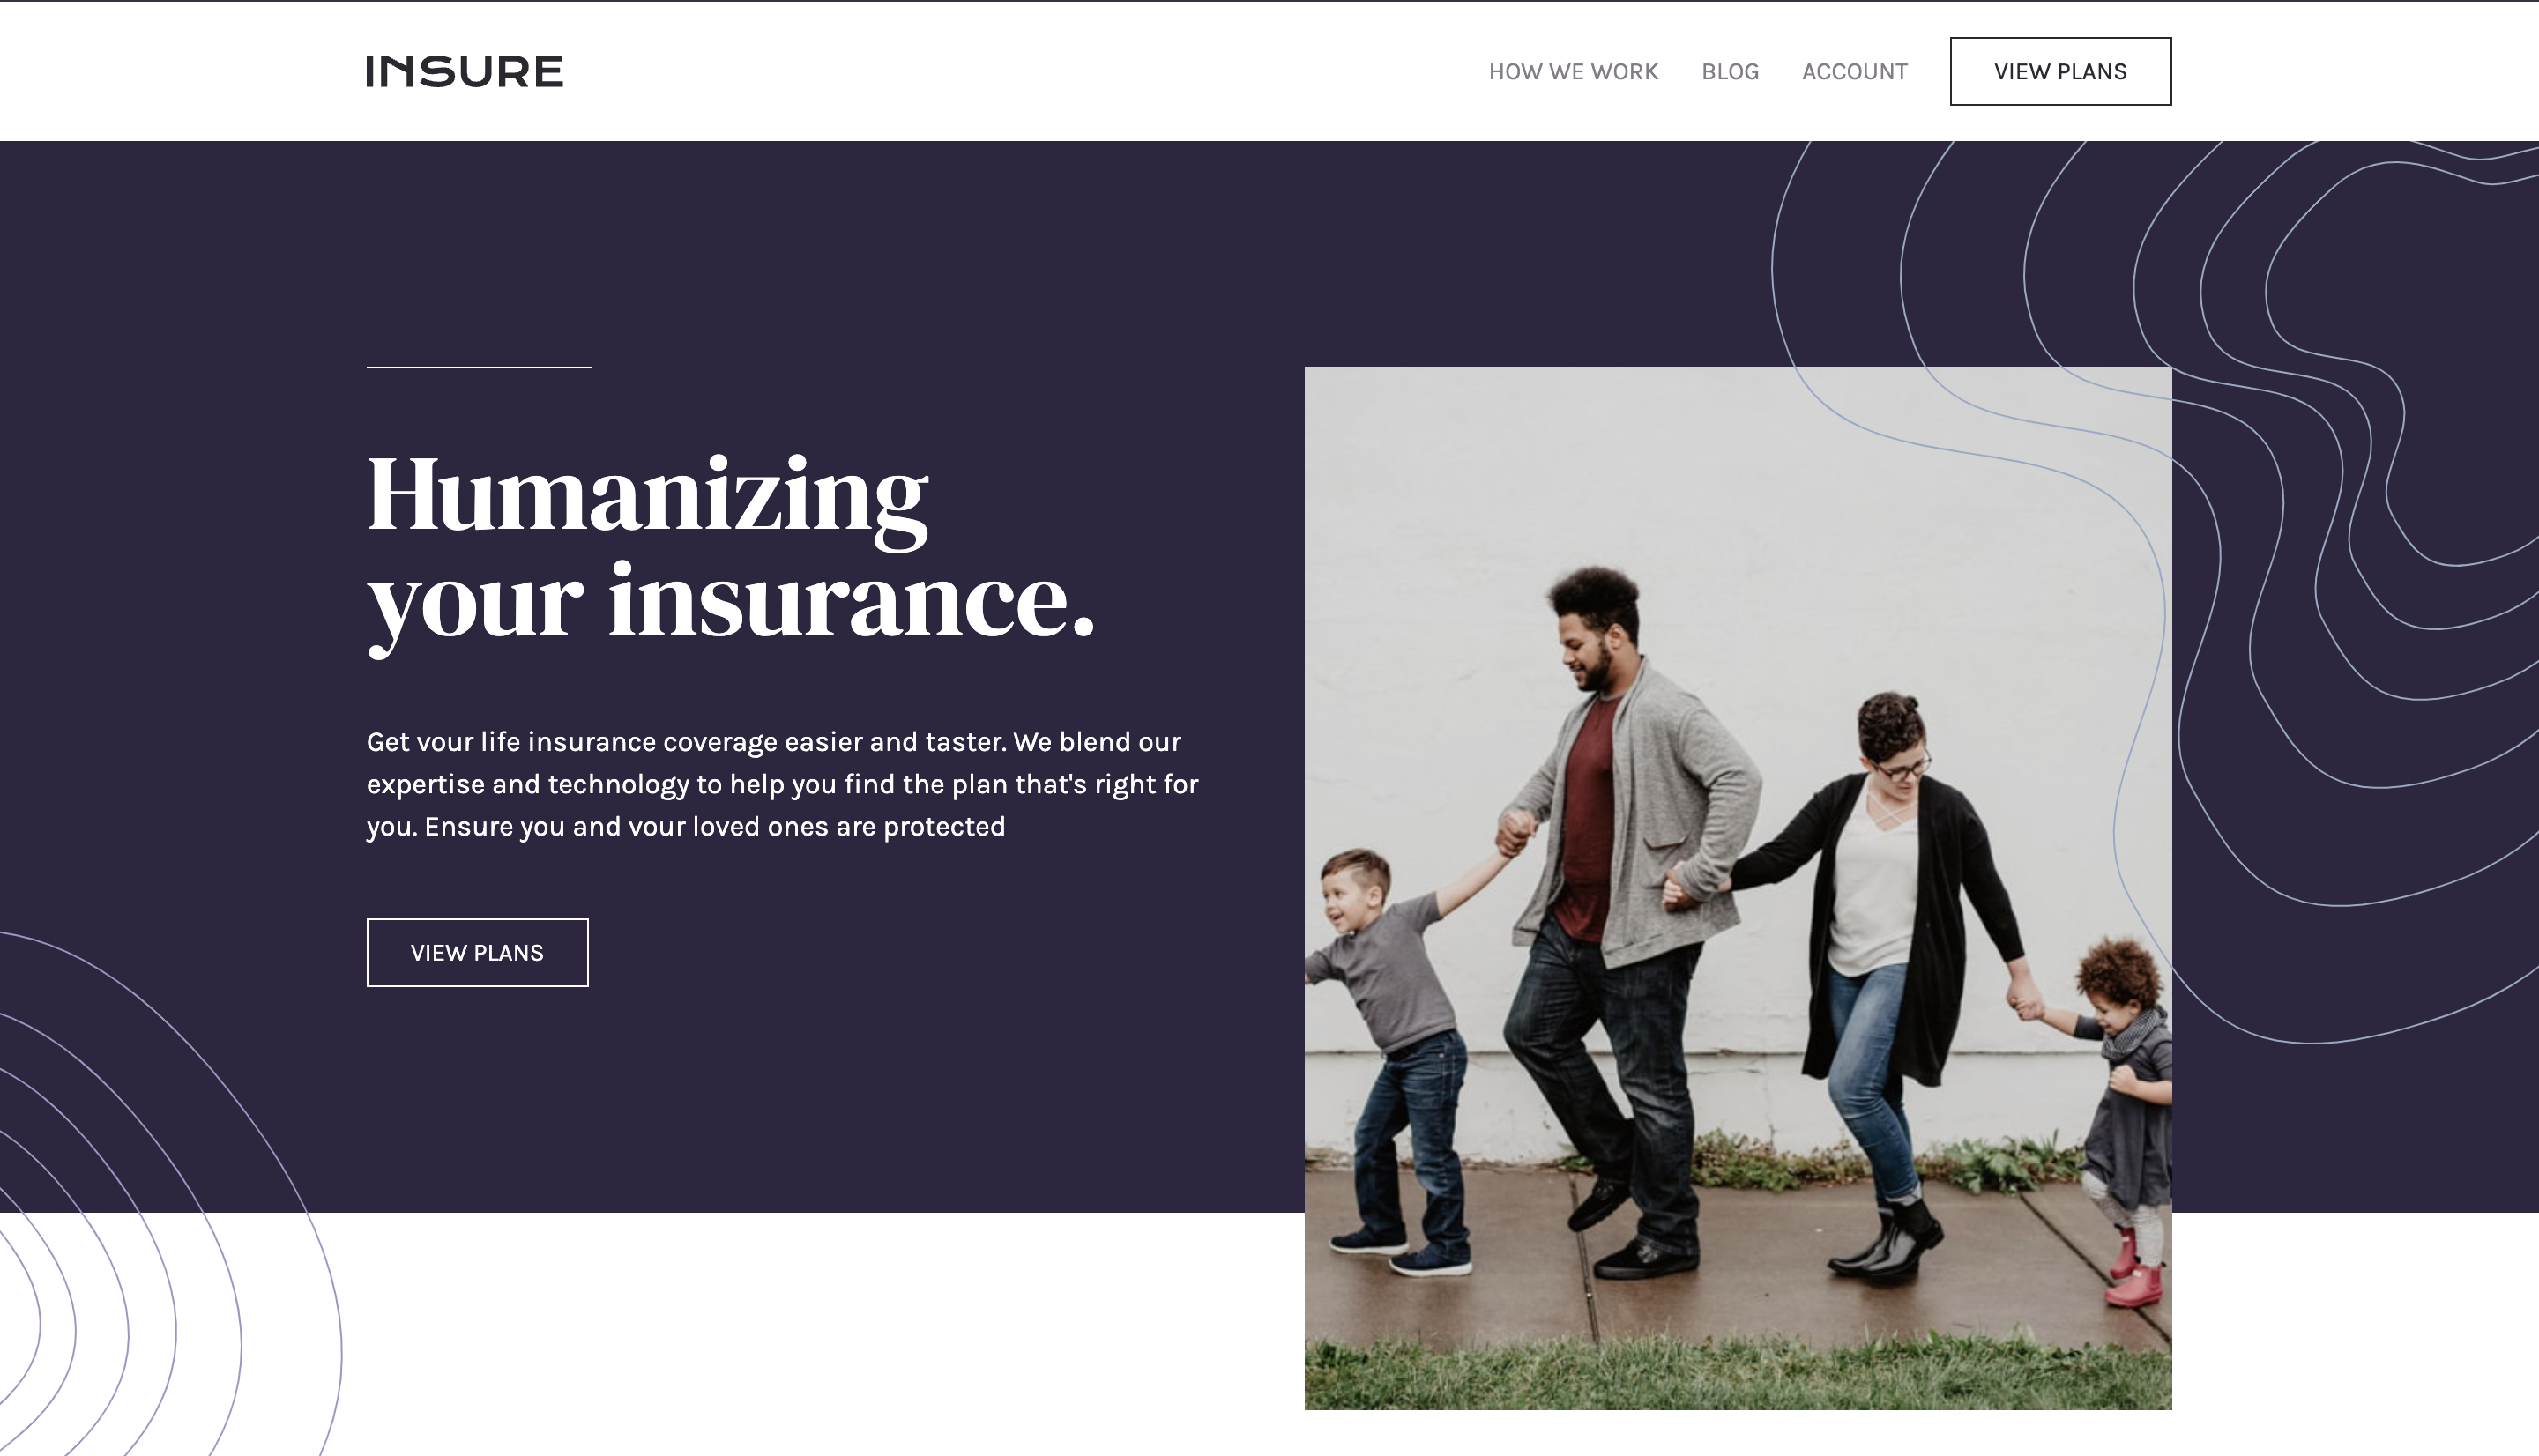 INSURE
HOW WE WORK
BLOG
ACCOUNT
VIEW PLANS
Humanizing
your insurance.
Get vour life insurance coverage easier and taster. We blend our
expertise and technology to help you find the plan that's right for
you. Ensure you and vour loved ones are protected
VIEW PLANS